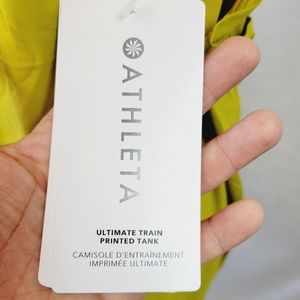 ATHLETA
ULTIMATE TRAIN
PRINTED TANK
CAMISOLE D'ENTRAÎNEMENT
IMPRIMÉE ULTIMATE